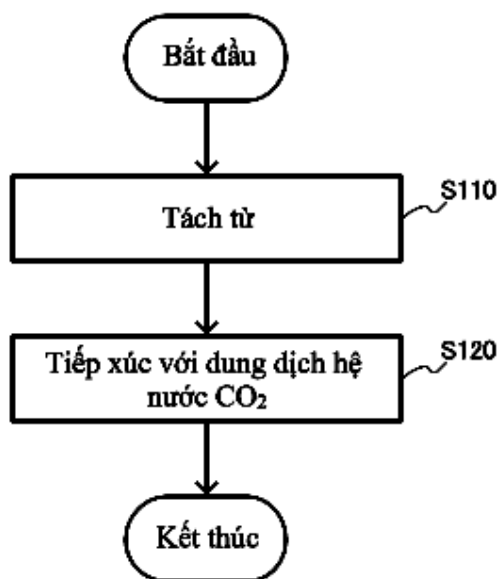 Bắt đầu
Tách từ
S110
Tiếp xúc với dung dịch hệ
nước CO₂
S120
Kết thúc